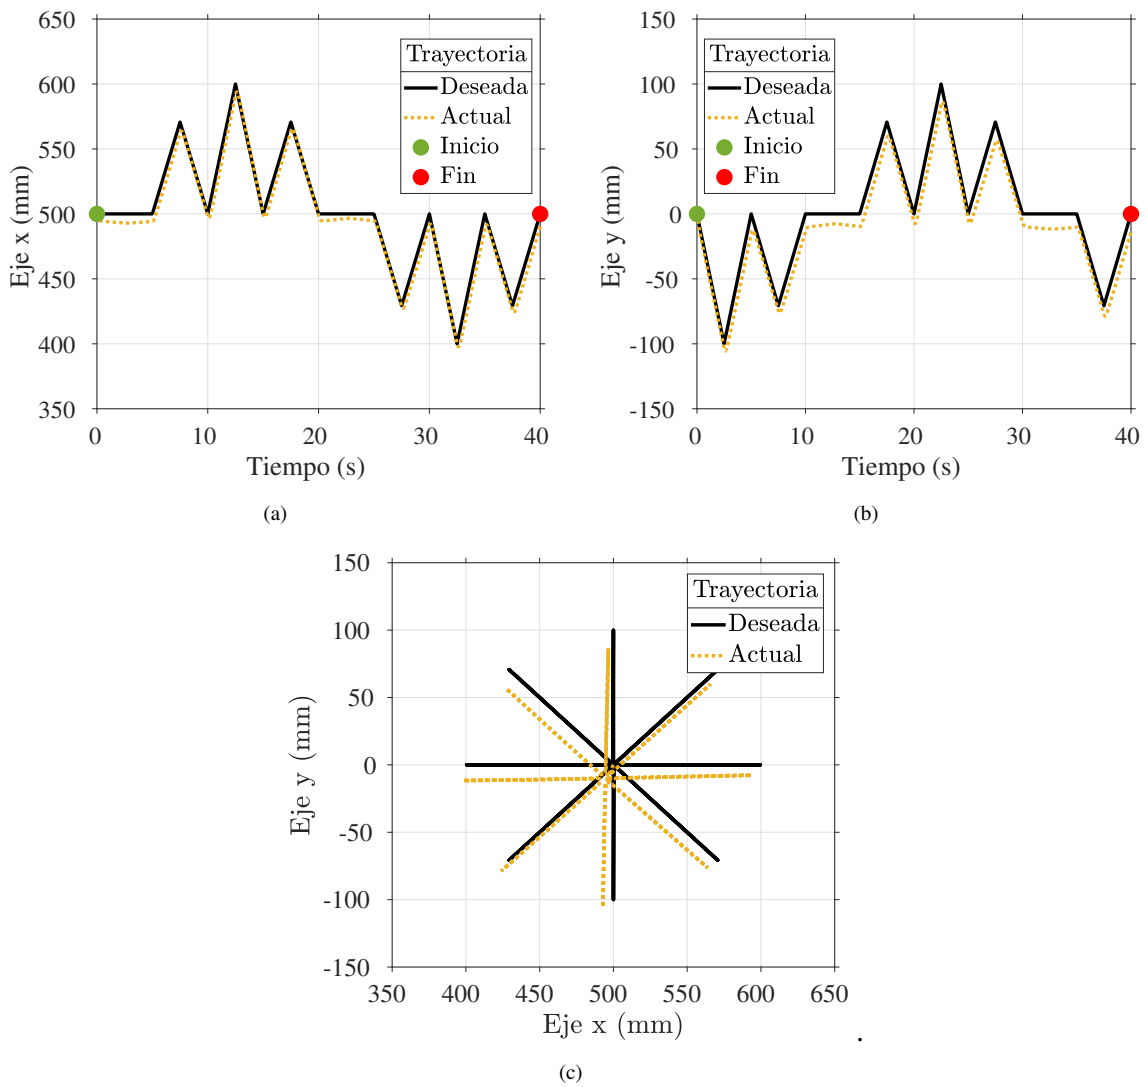 650
600
550
500
450
400
350
0
10
20
30
40
Eje x (mm)
Tiempo (s)
Trayectoria
Deseada
Actual
Inicio
Fin
(a)
150
100
50
0
-50
-100
-150
0
10
20
30
40
Eje y (mm)
Tiempo (s)
Trayectoria
Deseada
Actual
Inicio
Fin
(b)
150
100
50
0
-50
-100
-150
350
400
450
500
550
600
650
Eje y (mm)
Eje x (mm)
Trayectoria
Deseada
Actual
.
(c)